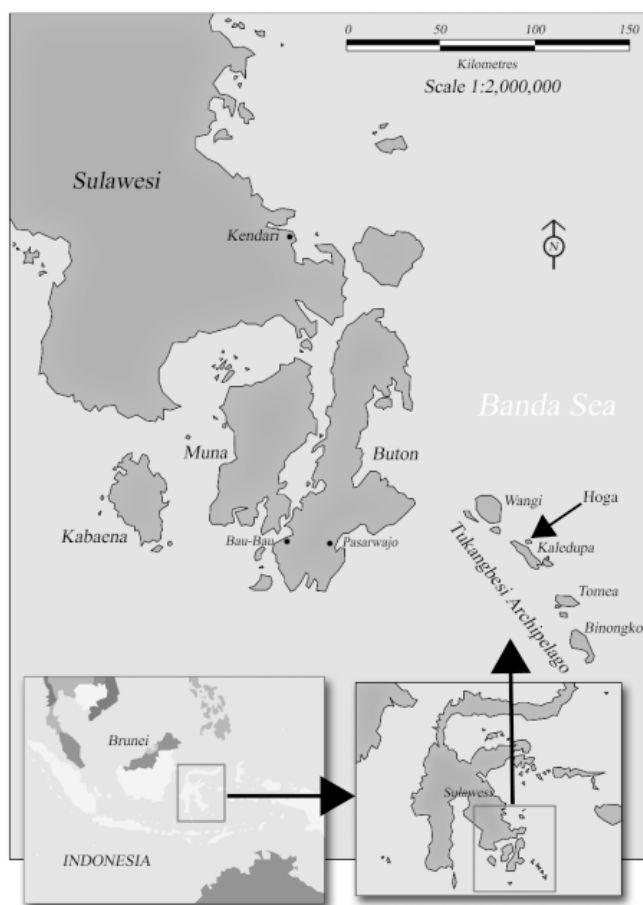 0 50 100 150
Kilometres
Scale 1:2,000,000
Sulawesi
Kendari
N
Banda Sea
Muna
Buton
Kabaena
Bau-Bau
Pasarwajo
Wangi
Hoga
Kaledupa
Tomea
Binongko
Tukangbesi Archipelago
Brunei
INDONESIA
Sulawesi